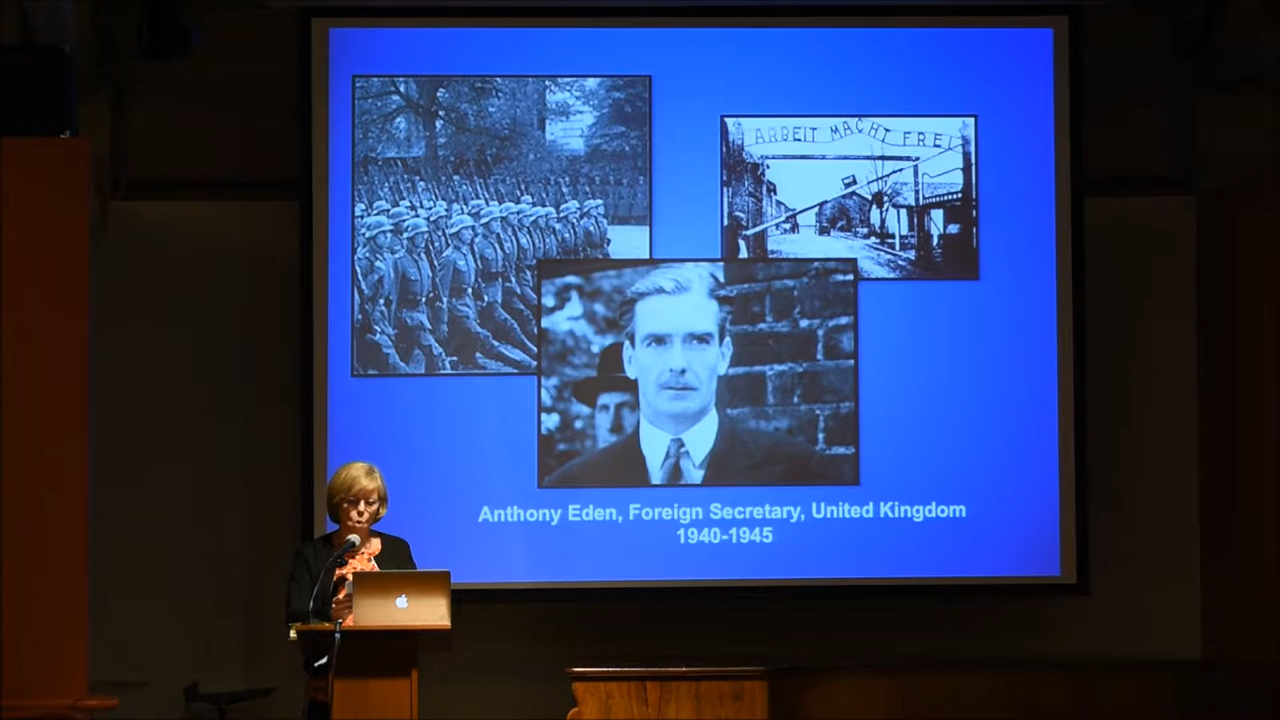 ARBEIT MACHT FREI
Anthony Eden, Foreign Secretary, United Kingdom
1940-1945